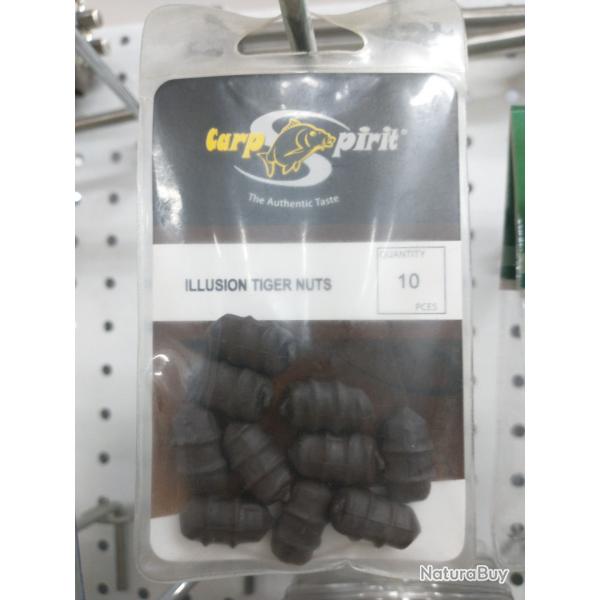 Carp Spirit®
The Authentic Taste
ILLUSION TIGER NUTS
QUANTITY
10
PCES
NaturaBuy